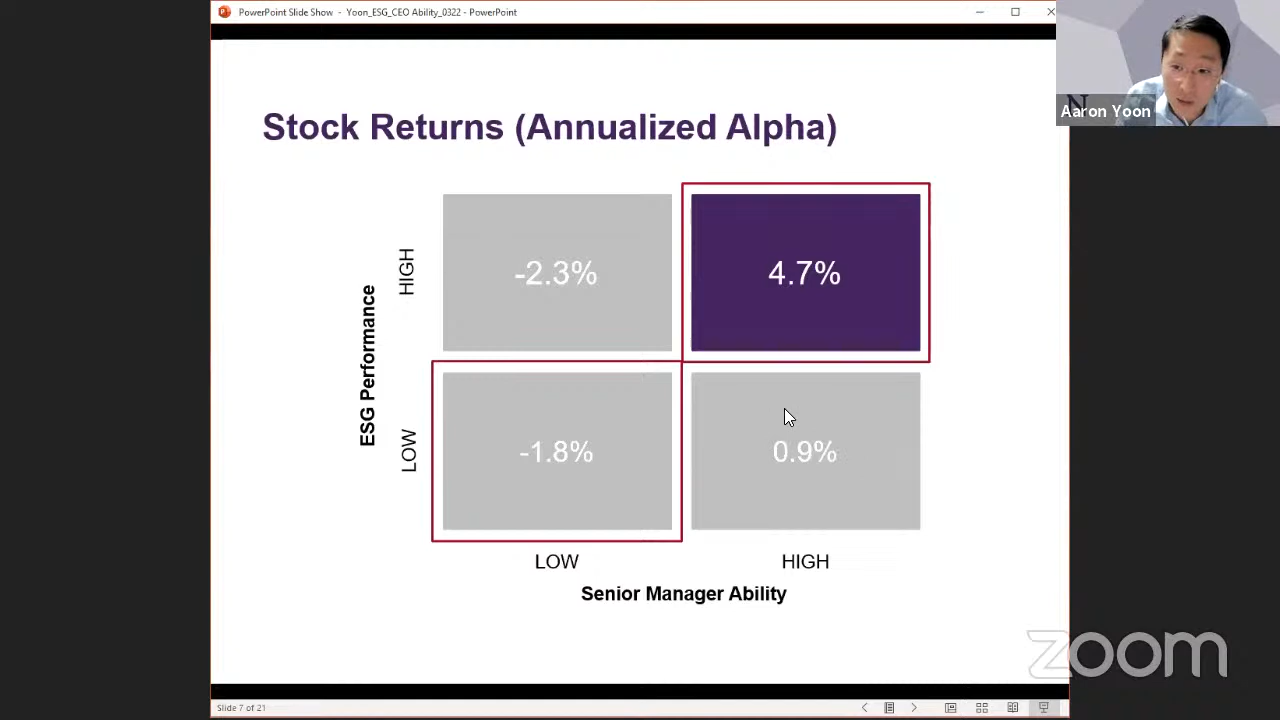 PowerPoint Slide Show - Yoon_ESG_CEO Ability_0322 - PowerPoint
Aaron Yoon
Stock Returns (Annualized Alpha)
ESG Performance
HIGH
-2.3%
4.7%
LOW
-1.8%
0.9%
LOW
HIGH
Senior Manager Ability
zoom
Slide 7 of 21